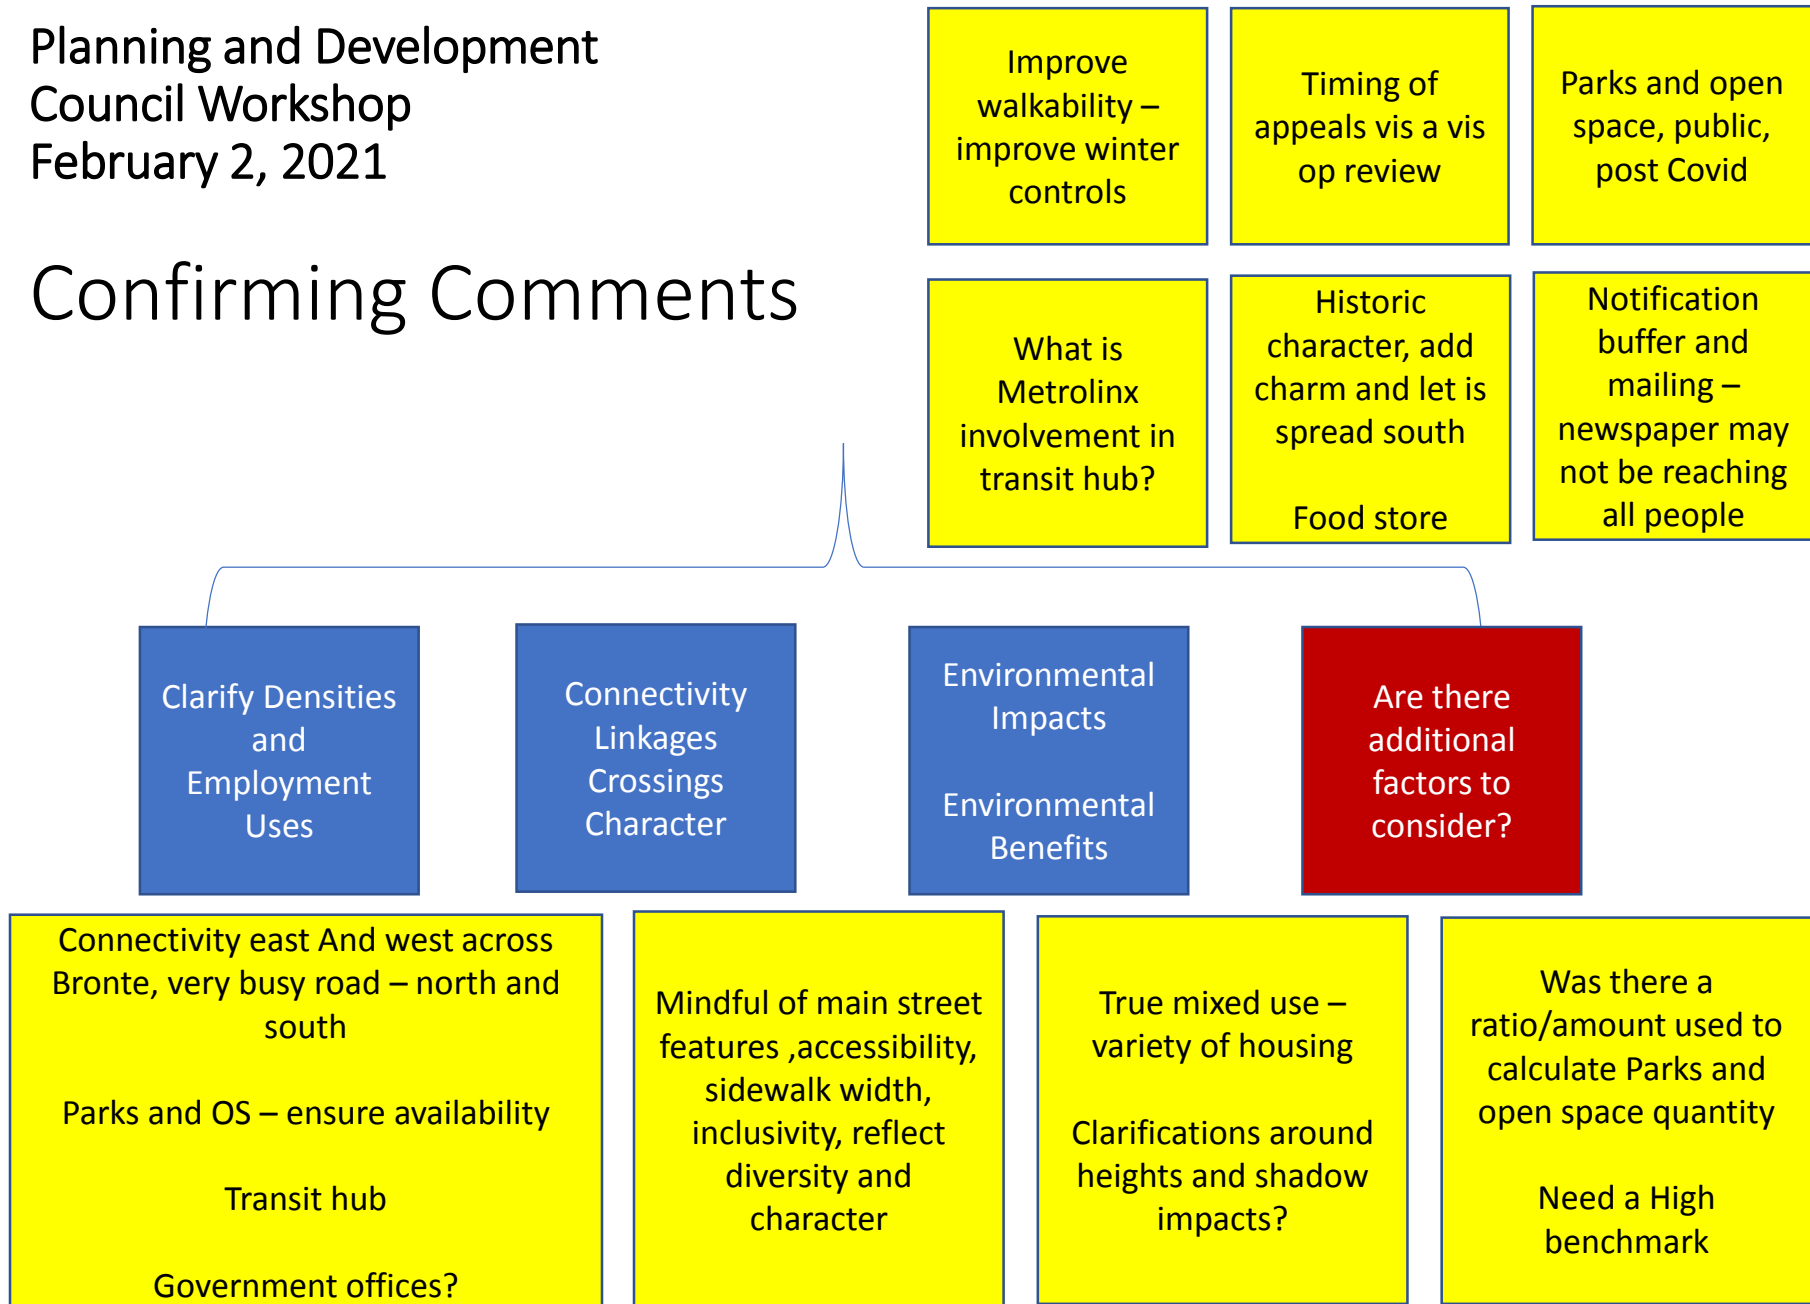 Planning and Development
Council Workshop
February 2, 2021
Confirming Comments
Improve
walkability –
improve winter
controls
Timing of
appeals vis a vis
op review
Parks and open
space, public,
post Covid
What is
Metrolinx
involvement in
transit hub?
Historic
character, add
charm and let is
spread south
Food store
Notification
buffer and
mailing –
newspaper may
not be reaching
all people
Clarify Densities
and
Employment
Uses
Connectivity
Linkages
Crossings
Character
Environmental
Impacts
Environmental
Benefits
Are there
additional
factors to
consider?
Connectivity east And west across
Bronte, very busy road – north and
south
Parks and OS – ensure availability
Transit hub
Government offices?
Mindful of main street
features ,accessibility,
sidewalk width,
inclusivity, reflect
diversity and
character
True mixed use –
variety of housing
Clarifications around
heights and shadow
impacts?
Was there a
ratio/amount used to
calculate Parks and
open space quantity
Need a High
benchmark